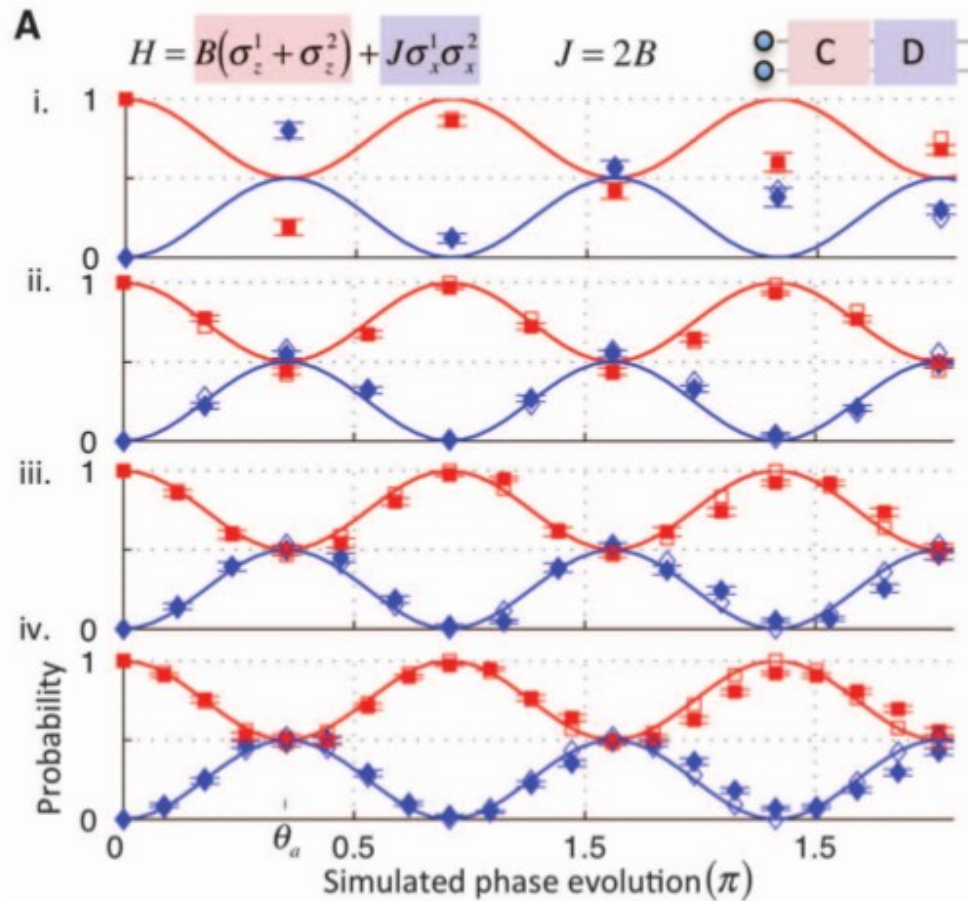 A
H = B(σ_z^1 + σ_z^2) + Jσ_x^1σ_x^2
J = 2B
C D
i.
1
0
ii.
1
0
iii.
1
0
iv.
1
0
Probability
θ_a
0 0.5 1.5 1.5
Simulated phase evolution(π)